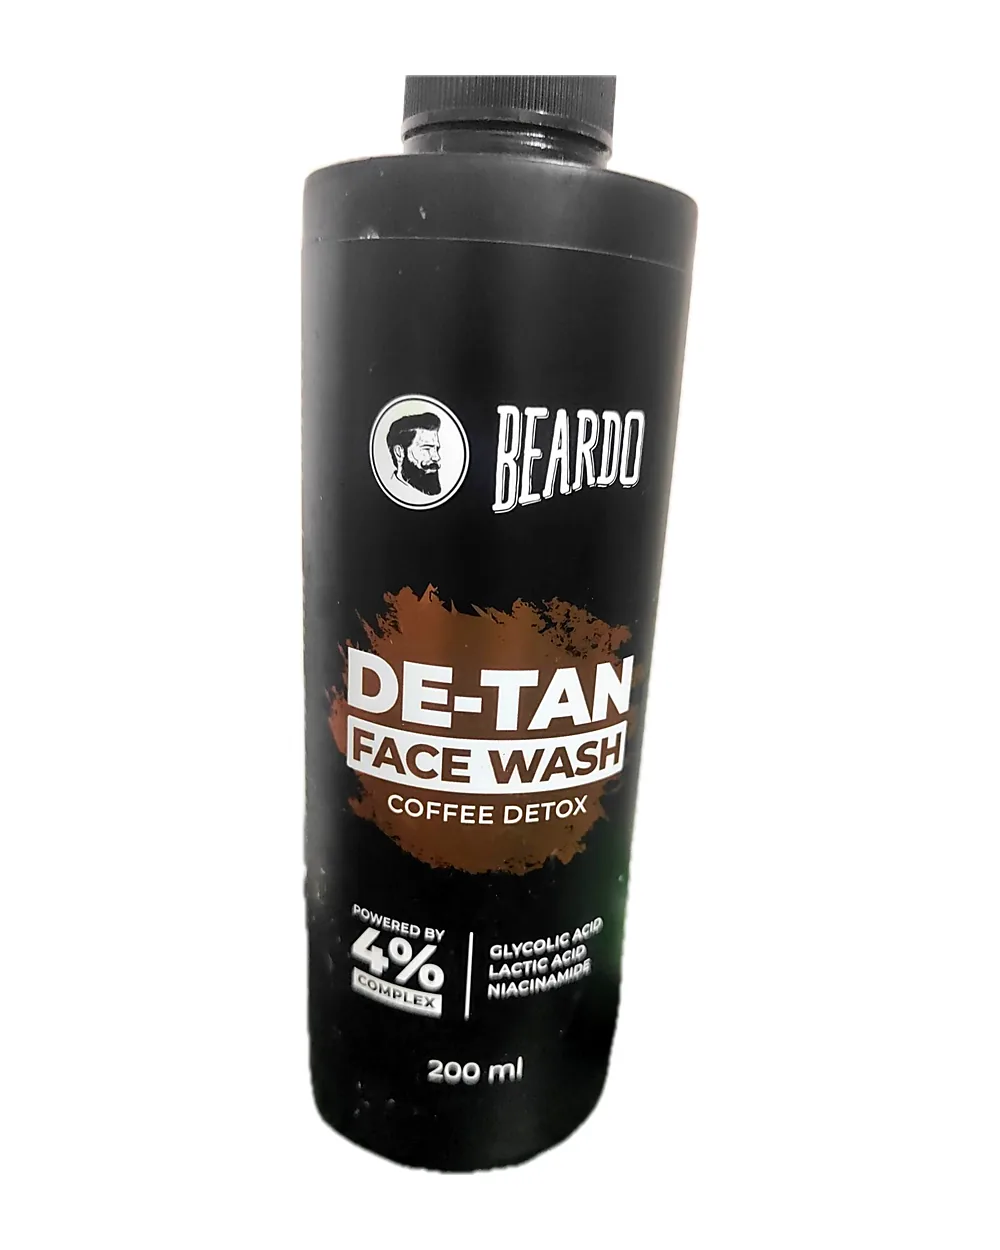 BEARDO
DE-TAN
FACE WASH
COFFEE DETOX
POWERED BY
4%
COMPLEX
GLYCOLIC ACID
LACTIC ACID
NIACINAMIDE
200 ml